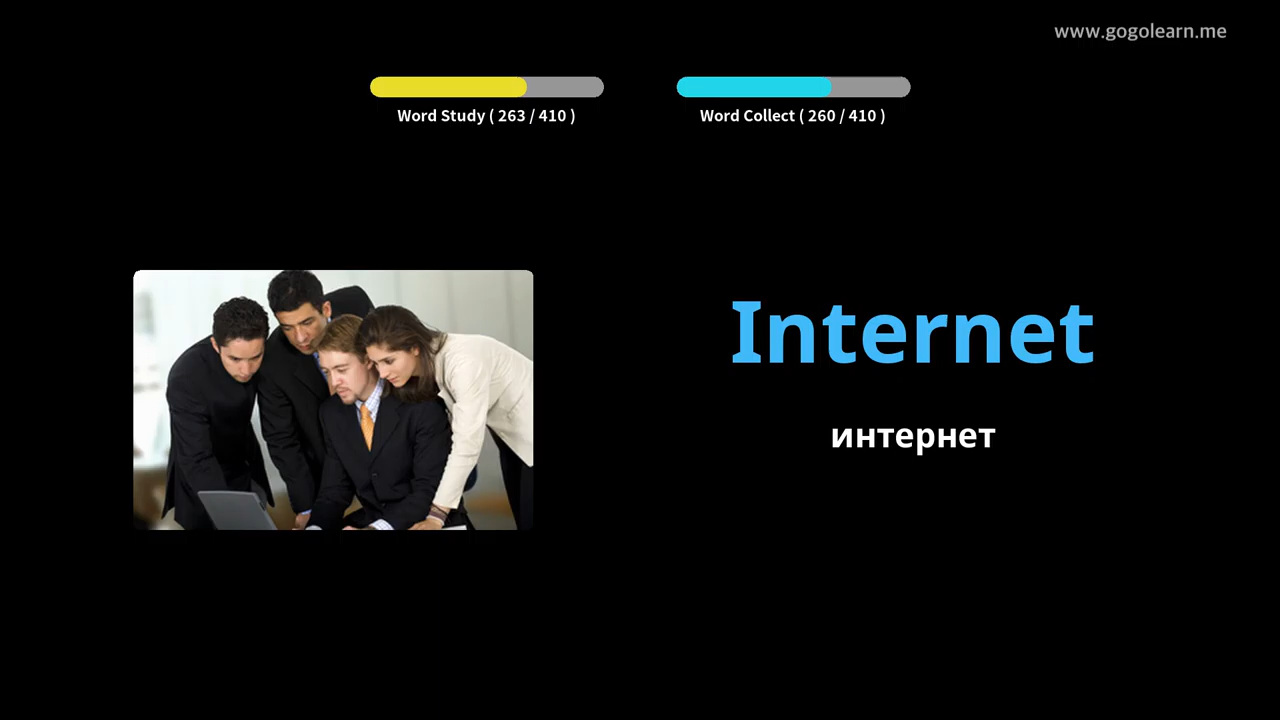 www.gogolearn.me
Word Study ( 263 / 410 )
Word Collect ( 260 / 410 )
Internet
интернет